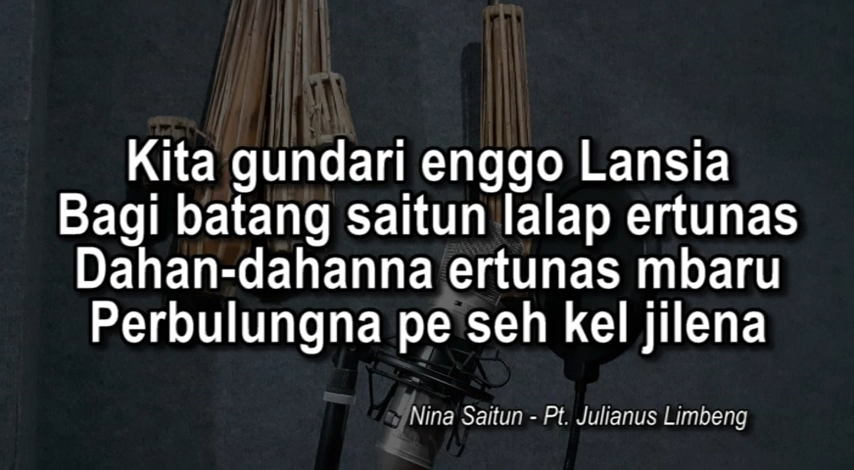 Kita gundari enggo Lansia
Bagi batang saitun lalap ertunas
Dahan-dahanna ertunas mbaru
Perbulungna pe seh kel jilena
Nina Saitun - Pt. Julianus Limbeng